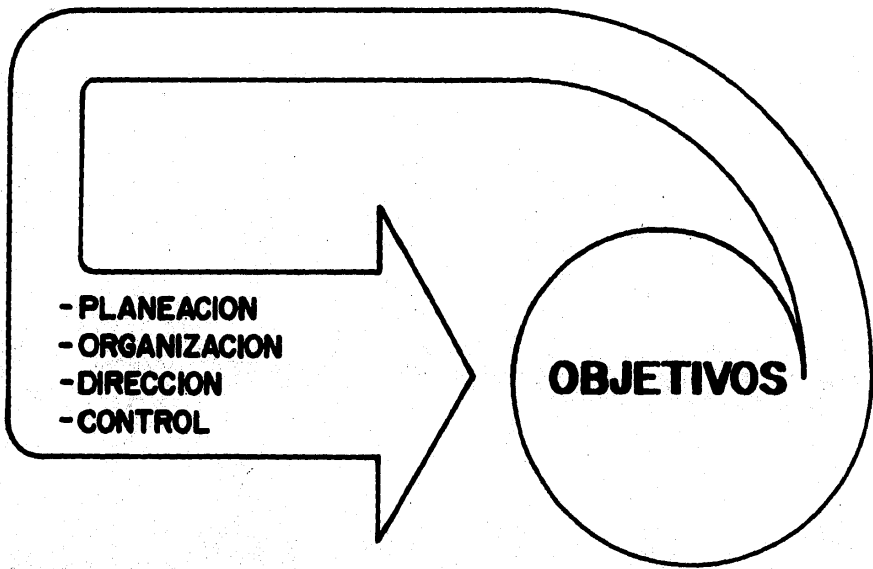 - PLANEACION
- ORGANIZACION
- DIRECCION
- CONTROL
OBJETIVOS